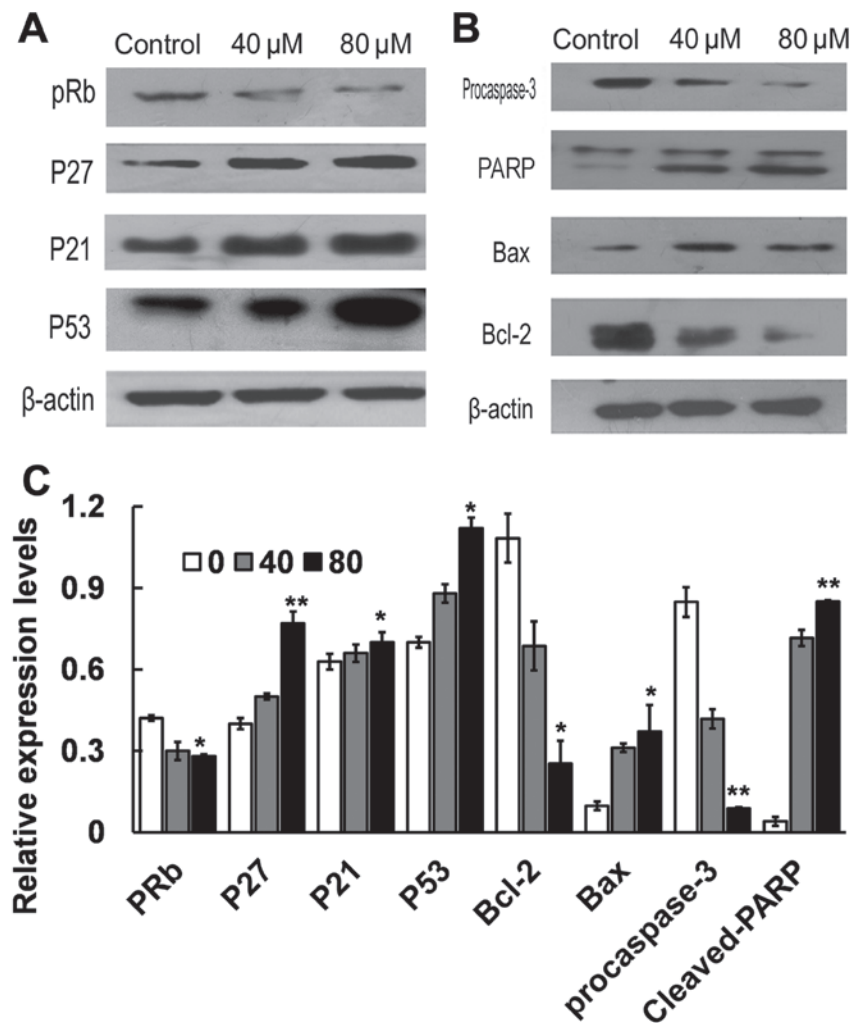 A
Control 40 µM 80 µM
pRb
P27
P21
P53
β-actin
B
Control 40 µM 80 µM
Procaspase-3
PARP
Bax
Bcl-2
β-actin
C
Relative expression levels
1.2
0.9
0.6
0.3
0
0 40 80
* ** * * * * ** **
PRb P27 P21 P53 Bcl-2 Bax procaspase-3 Cleaved-PARP